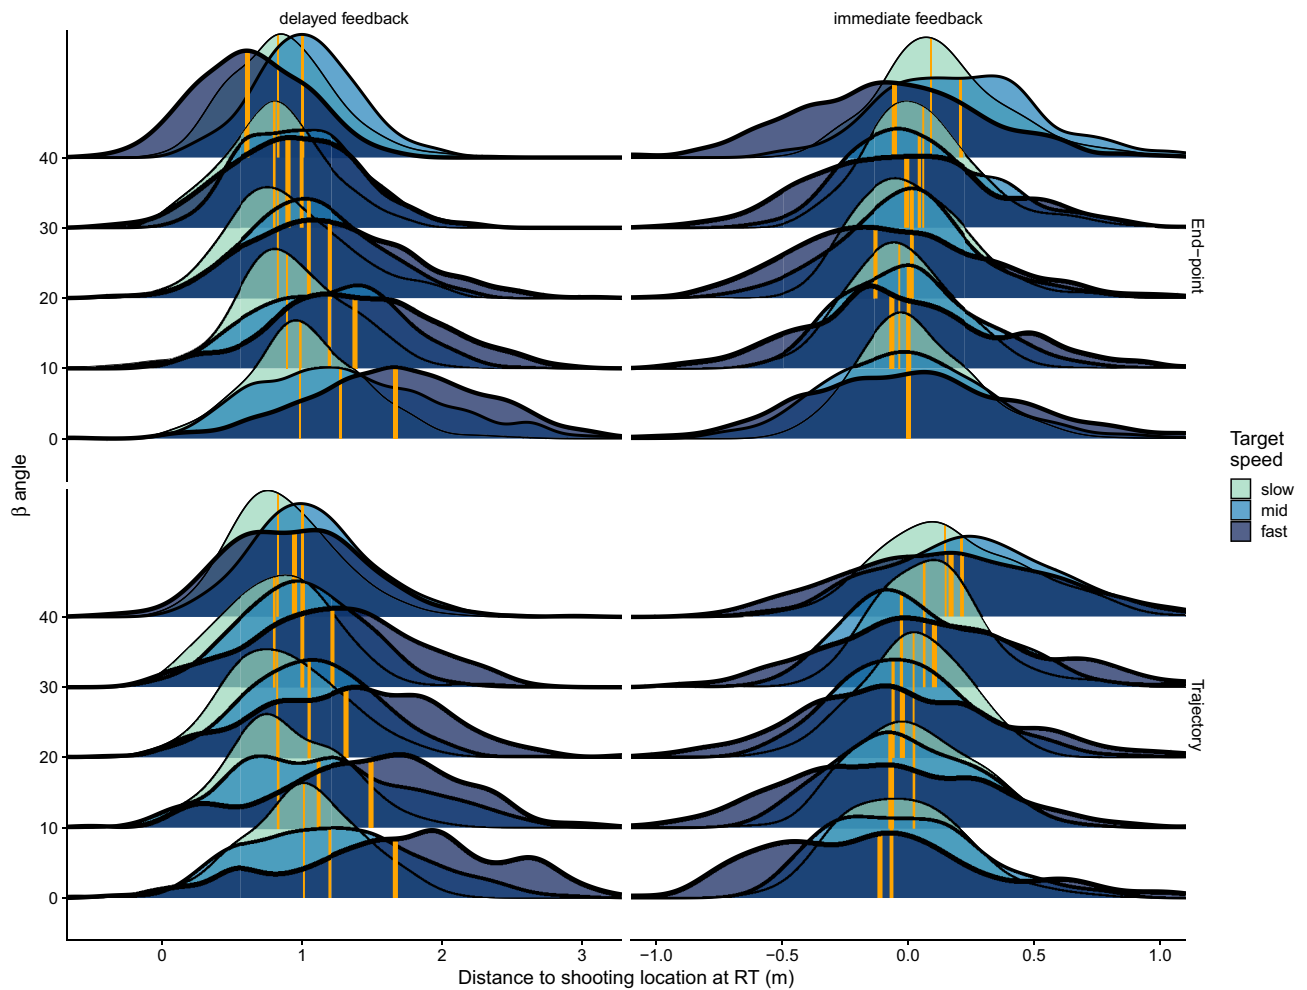 delayed feedback
immediate feedback
40
30
20
10
0
End−point
40
30
20
10
0
Trajectory
β angle
0
1
2
3
−1.0
−0.5
0.0
0.5
1.0
Distance to shooting location at RT (m)
Target
speed
slow
mid
fast